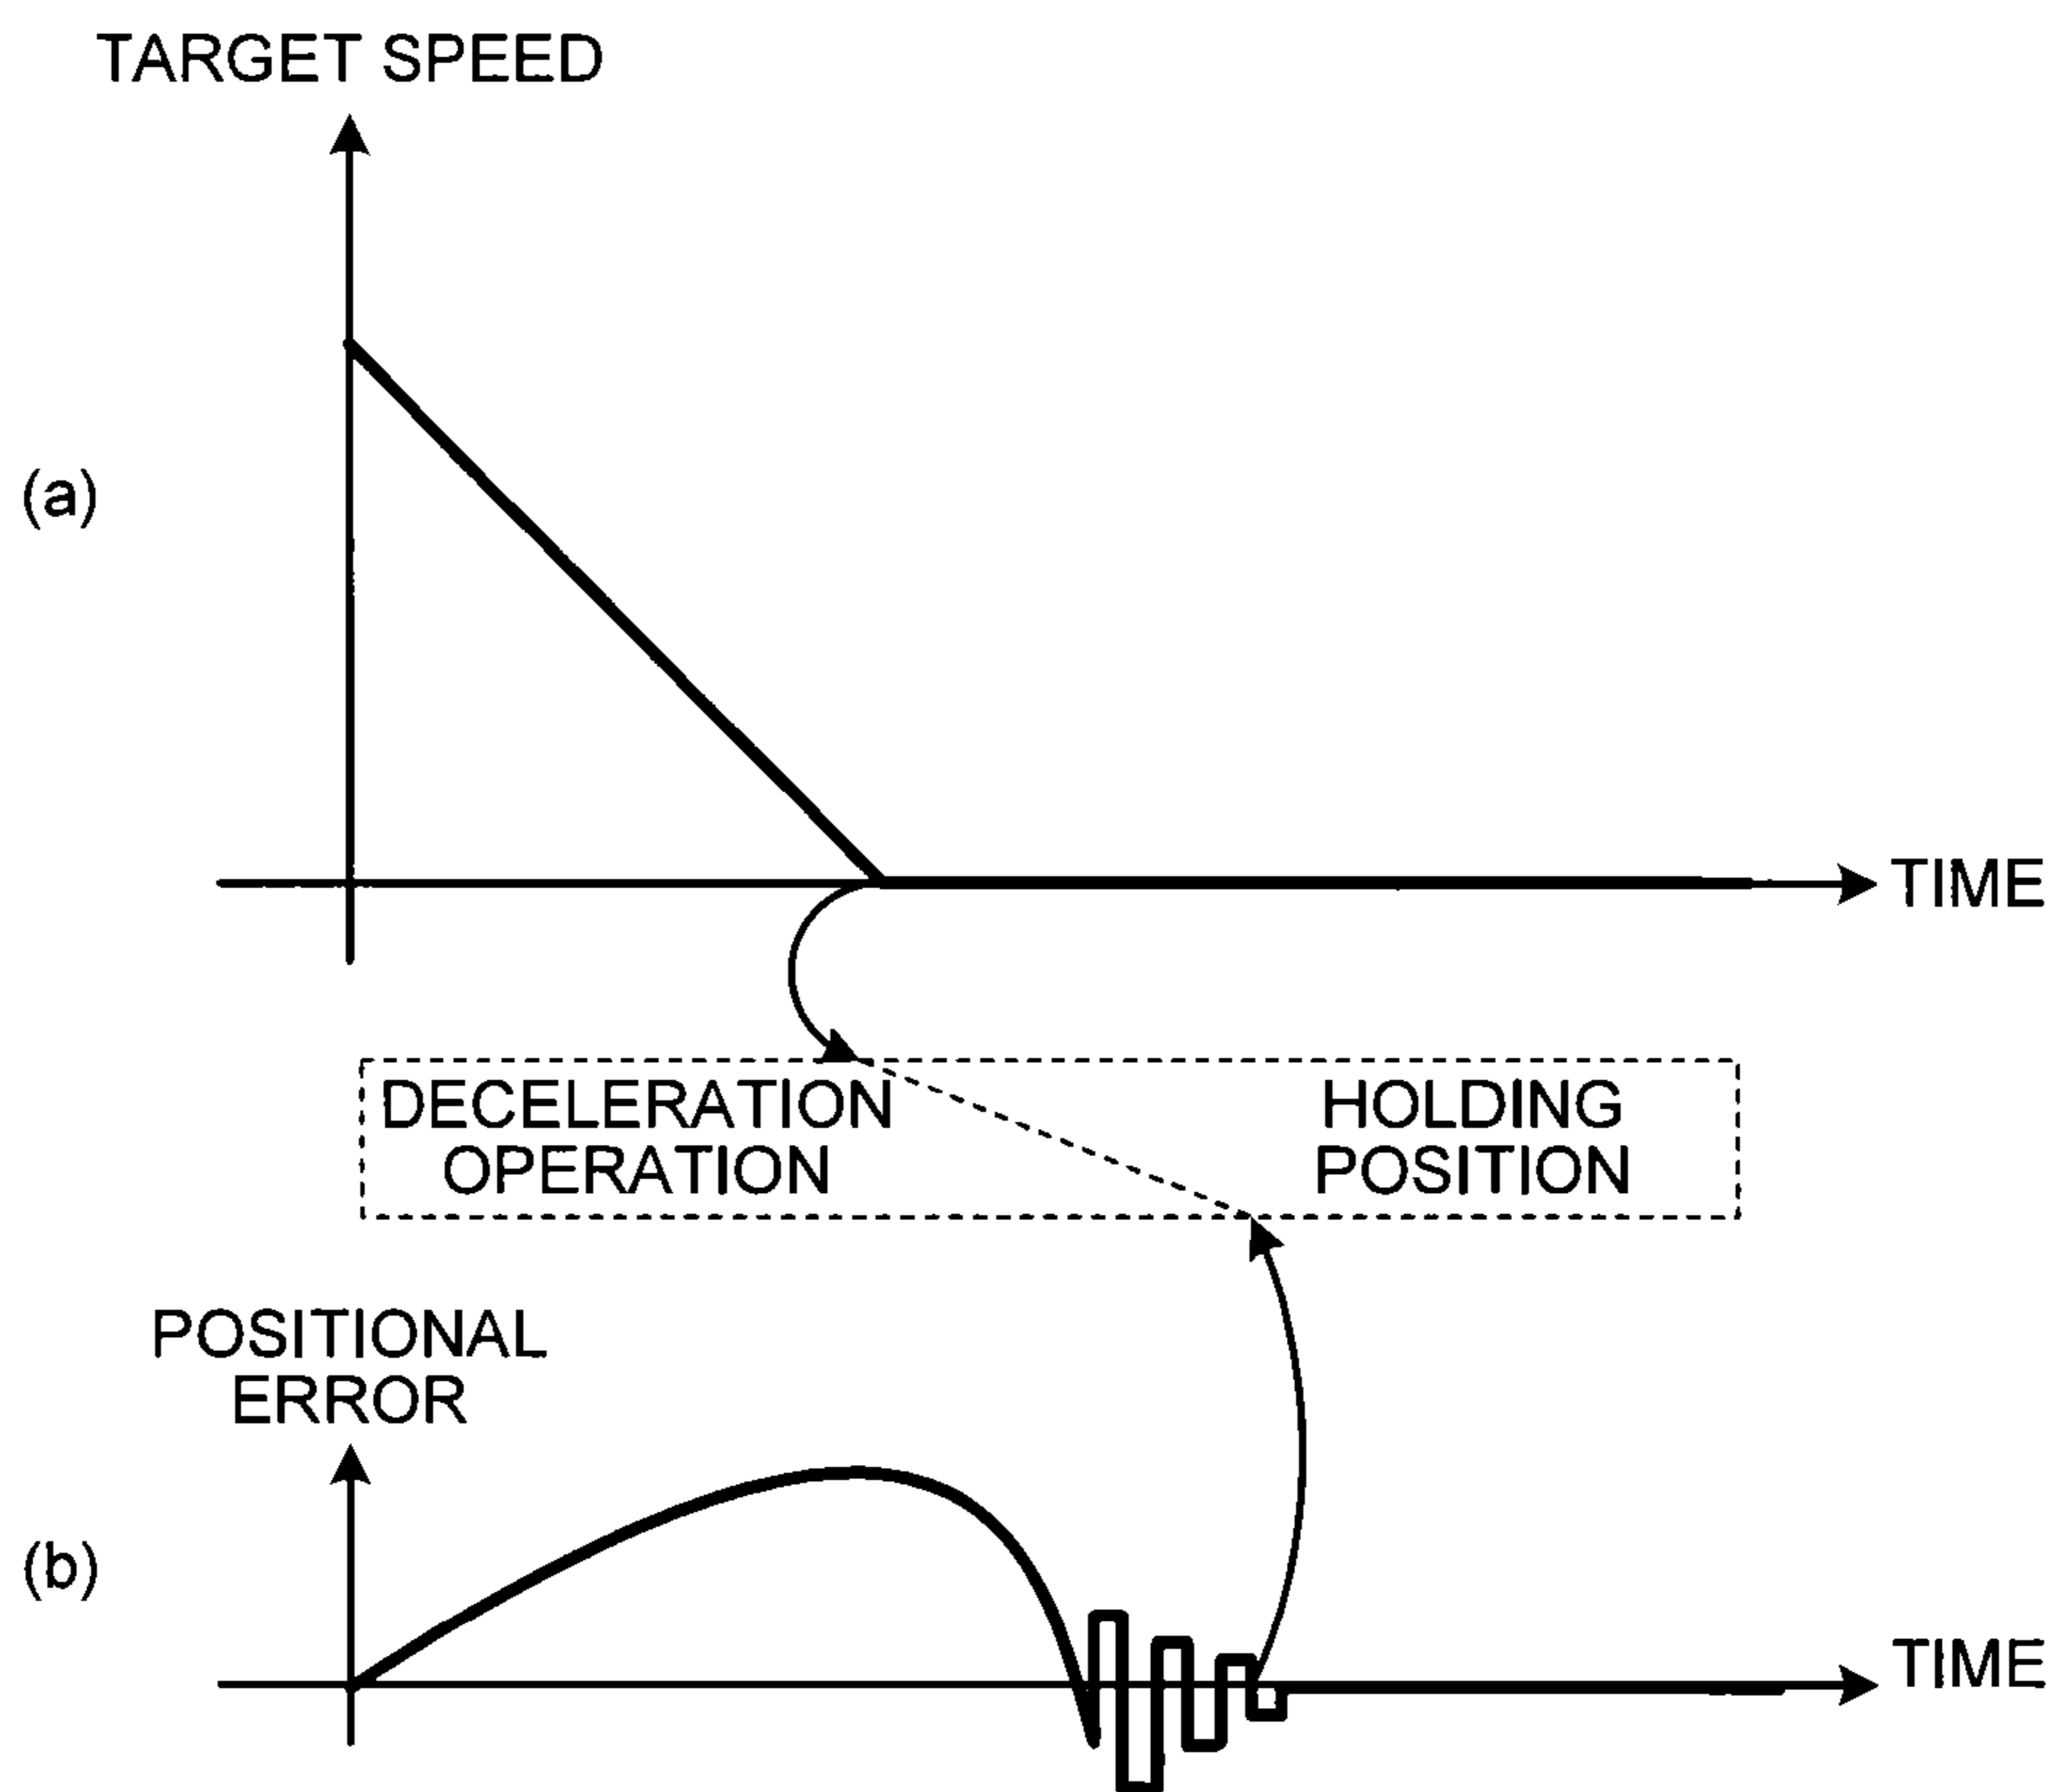 TARGET SPEED
(a)
TIME
DECELERATION
OPERATION
HOLDING
POSITION
POSITIONAL
ERROR
(b)
TIME